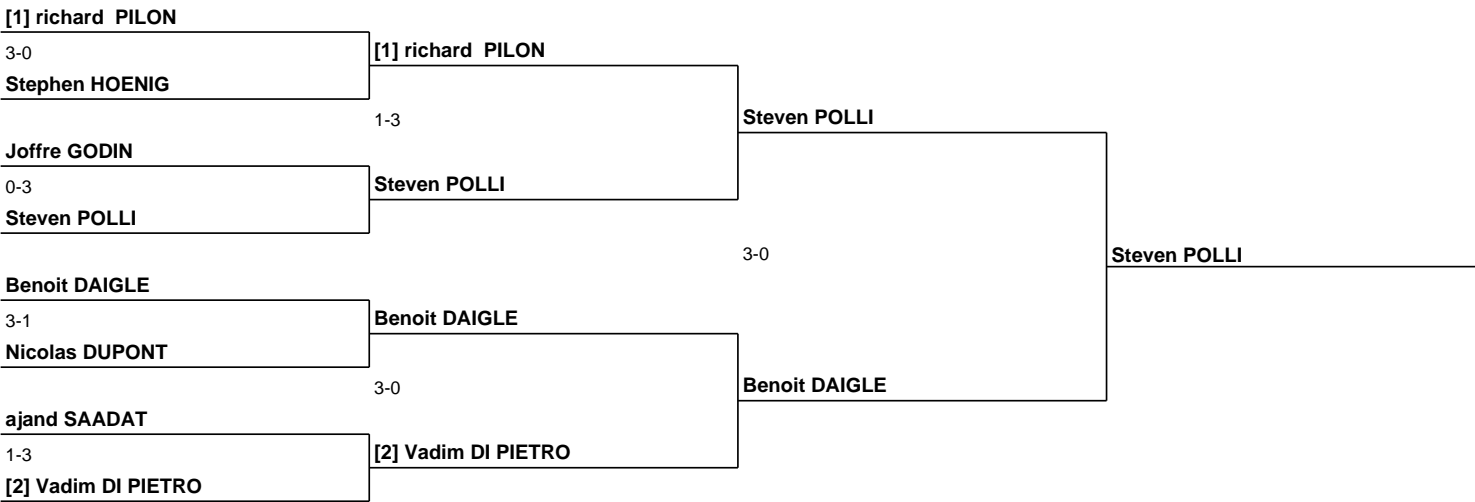 [1] richard  PILON
3-0
Stephen HOENIG
Joffre GODIN
0-3
Steven POLLI
Benoit DAIGLE
3-1
Nicolas DUPONT
ajand SAADAT
1-3
[2] Vadim DI PIETRO
[1] richard  PILON
1-3
Steven POLLI
Benoit DAIGLE
3-0
[2] Vadim DI PIETRO
Steven POLLI
3-0
Benoit DAIGLE
Steven POLLI